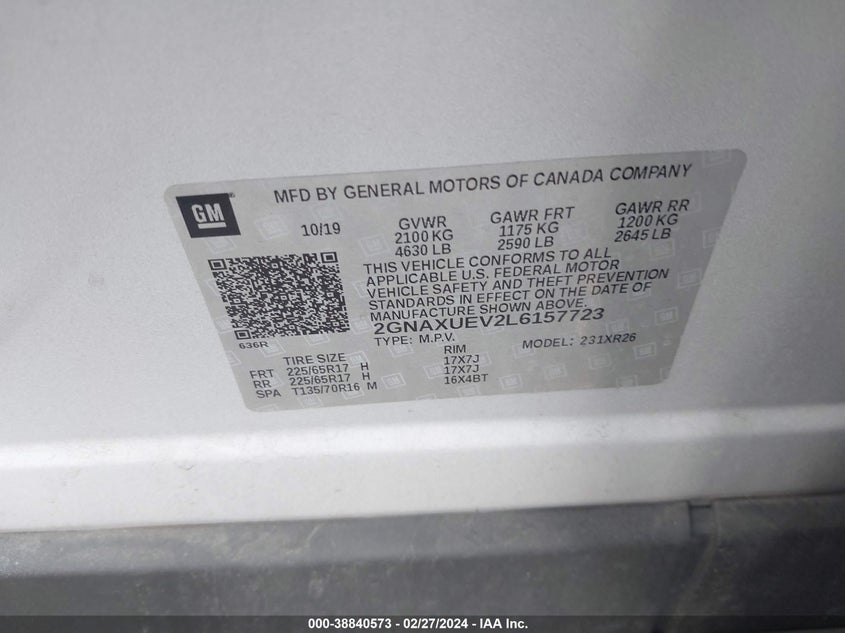 GM
MFD BY GENERAL MOTORS OF CANADA COMPANY
10/19 GVWR GAWR FRT GAWR RR
2100 KG 1175 KG 1200 KG
4630 LB 2590 LB 2645 LB
THIS VEHICLE CONFORMS TO ALL
APPLICABLE U.S. FEDERAL MOTOR
VEHICLE SAFETY AND THEFT PREVENTION
STANDARDS IN EFFECT ON THE DATE OF
MANUFACTURE SHOWN ABOVE.
2GNAXUEV2L6157723
636R
TYPE: M.P.V. MODEL: 231XR26
TIRE SIZE RIM
FRT 225/65R17 H 17X7J
RR 225/65R17 H 17X7J
SPA T135/70R16 M 16X4BT
000-38840573 — 02/27/2024 — IAA Inc.